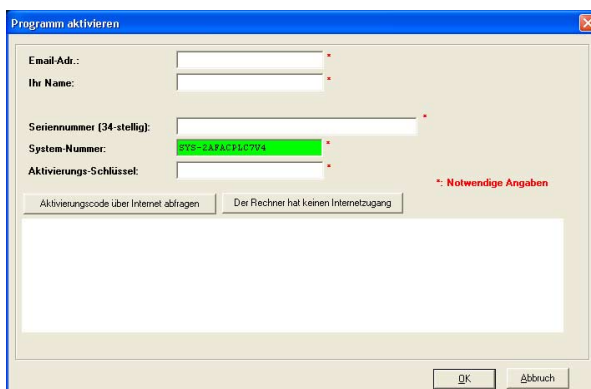 Programm aktivieren
Email-Adr.: *
Ihr Name: *
Seriennummer (34-stellig): *
System-Nummer: SYS-2AFACPLC7V4 *
Aktivierungs-Schlüssel: *
*: Notwendige Angaben
Aktivierungscode über Internet abfragen Der Rechner hat keinen Internetzugang
OK Abbruch